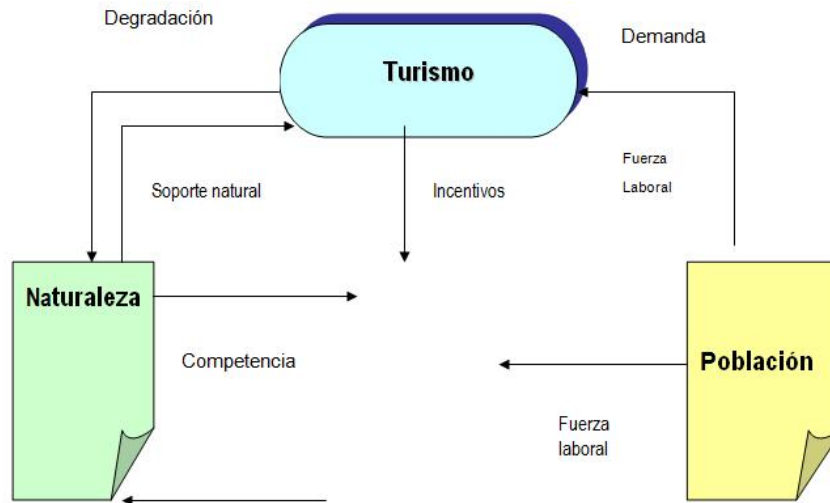 Degradación
Turismo
Demanda
Fuerza
Laboral
Soporte natural
Incentivos
Naturaleza
Competencia
Población
Fuerza
laboral